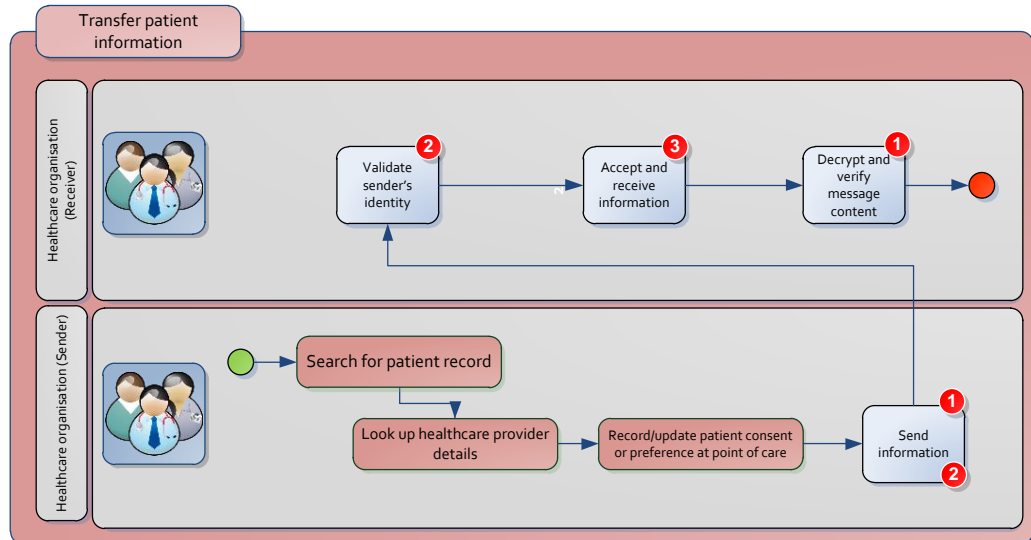 Transfer patient
information
Healthcare organisation
(Receiver)
Validate
sender's
identity
2
2
Accept and
receive
information
3
Decrypt and
verify
message
content
1
Healthcare organisation (Sender)
Search for patient record
Look up healthcare provider
details
Record/update patient consent
or preference at point of care
Send
information
1
2